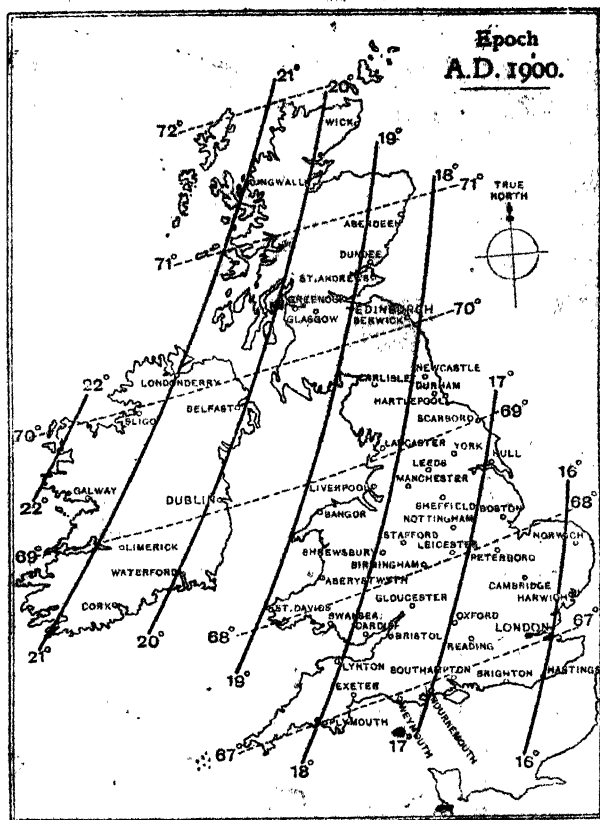 Epoch
A.D. 1900.
21°
20°
72°
WICK
19°
DINGWALL
18°
71°
TRUE
NORTH
ABERDEEN
71°
DUNDEE
ST. ANDREWS
GREENOCK
EDINBURGH
70°
GLASGOW
BERWICK
NEWCASTLE
CARLISLE
DURHAM
22°
LONDONDERRY
HARTLEPOOL
17°
BELFAST
SCARBORO
69°
70°
SLIGO
LANCASTER
YORK
HULL
LEEDS
16°
GALWAY
DUBLIN
LIVERPOOL
MANCHESTER
22°
BANGOR
SHEFFIELD
BOSTON
68°
NOTTINGHAM
STAFFORD
NORWICH
69°
LIMERICK
SHREWSBURY
LEICESTER
PETERBORO
BIRMINGHAM
WATERFORD
ABERYSTWYTH
CAMBRIDGE
GLOUCESTER
HARWICH
CORK
ST. DAVIDS
SWANSEA
OXFORD
67°
20°
68°
CARDIFF
BRISTOL
LONDON
READING
21°
LYNTON
SOUTHAMPTON
BRIGHTON
HASTINGS
19°
EXETER
PLYMOUTH
WEYMOUTH
BOURNEMOUTH
67°
17°
16°
18°